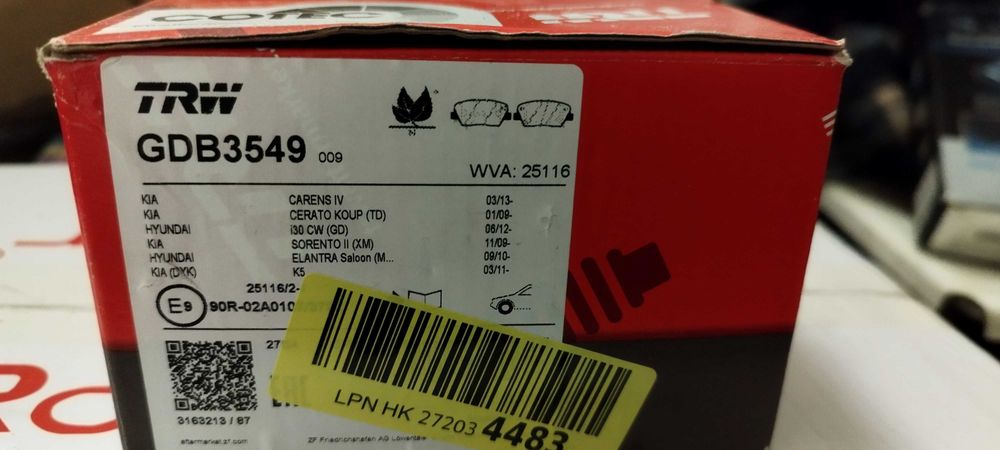 COTEC
TRW
GDB3549 009
WVA: 25116
KIA CARENS IV 03/13-
KIA CERATO KOUP (TD) 01/09-
HYUNDAI i30 CW (GD) 06/12-
KIA SORENTO II (XM) 11/09-
HYUNDAI ELANTRA Saloon (M... 09/10-
KIA (DYK) K5 03/11-
25116/2-
E9 90R-02A010
LPN HK 27203 4483
3163213 / 87
aftermarket.zf.com ZF Friedrichshafen AG